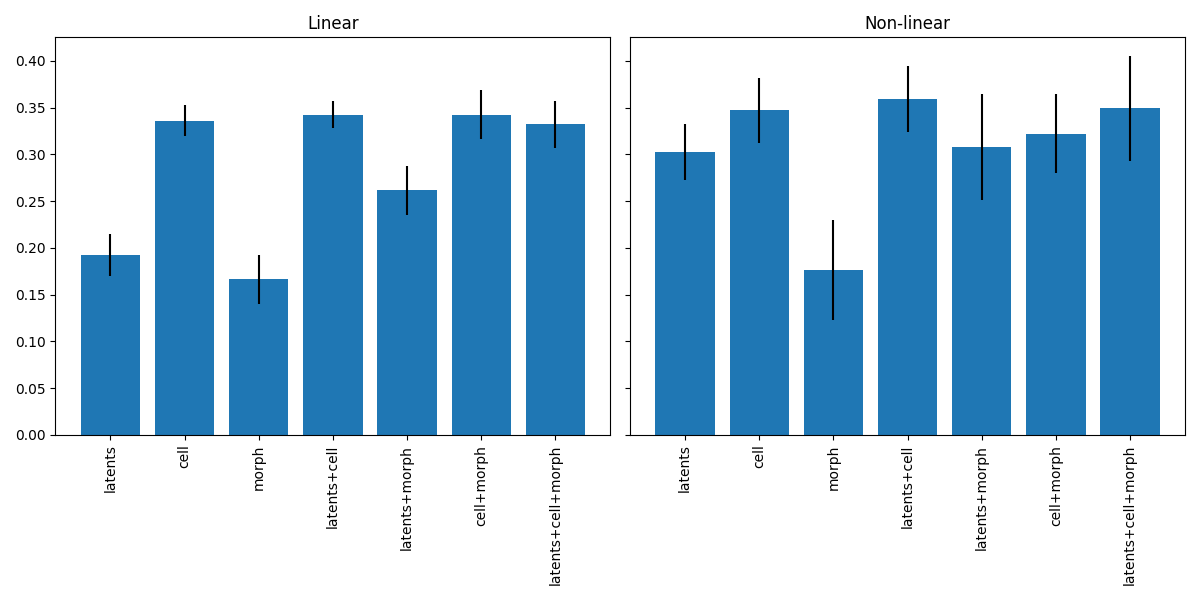 Linear
Non-linear
0.40
0.35
0.30
0.25
0.20
0.15
0.10
0.05
0.00
latents
cell
morph
latents+cell
latents+morph
cell+morph
latents+cell+morph
latents
cell
morph
latents+cell
latents+morph
cell+morph
latents+cell+morph